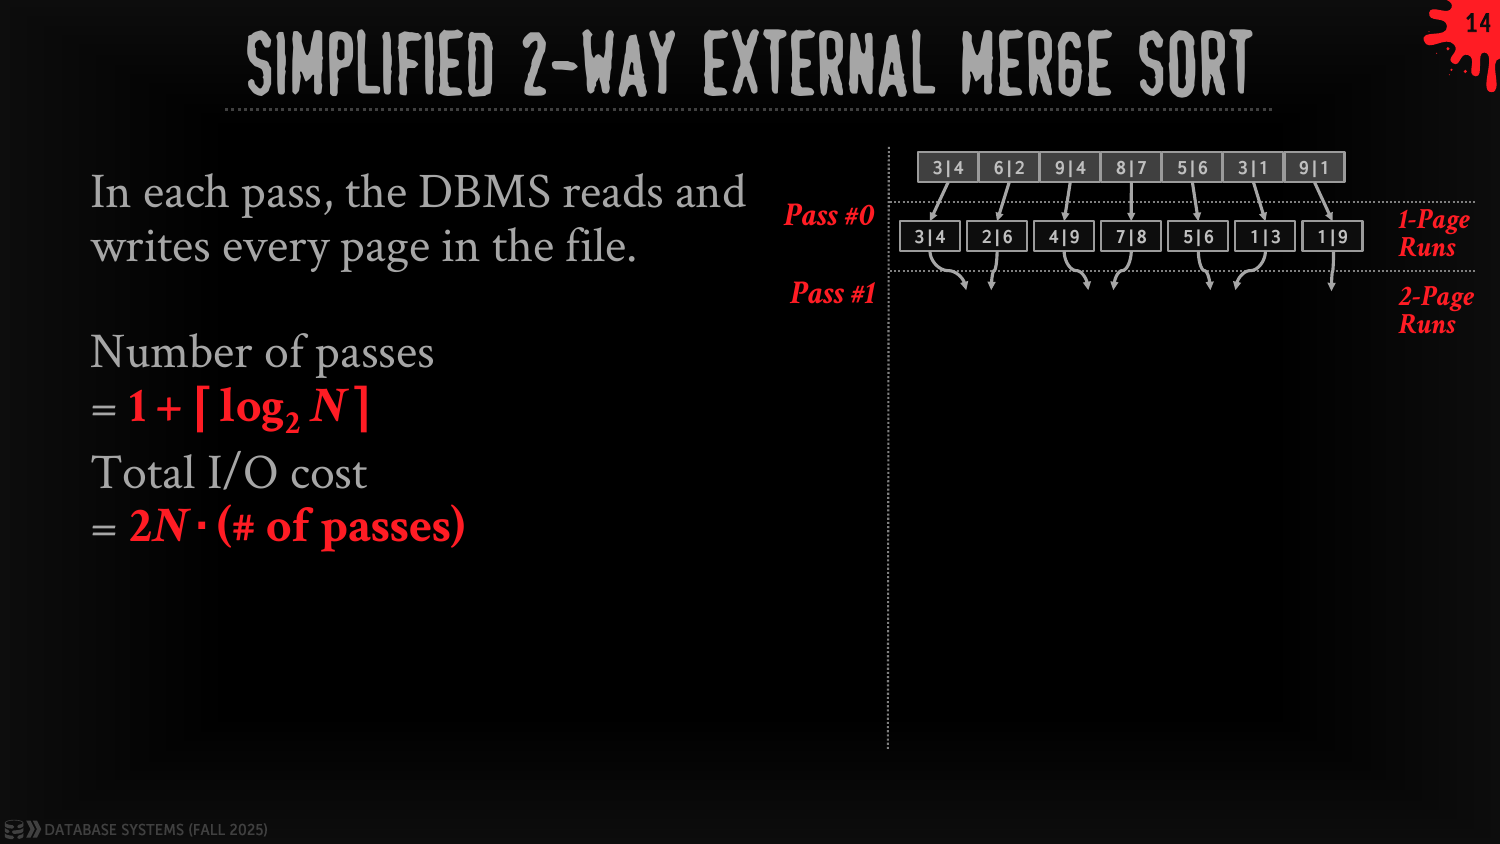 14
SIMPLIFIED 2-WAY EXTERNAL MERGE SORT
In each pass, the DBMS reads and
writes every page in the file.
Number of passes
= 1 + ⌈ log₂ N ⌉
Total I/O cost
= 2N · (# of passes)
3|4 6|2 9|4 8|7 5|6 3|1 9|1
Pass #0
3|4 2|6 4|9 7|8 5|6 1|3 1|9
1-Page
Runs
Pass #1
2-Page
Runs
DATABASE SYSTEMS (FALL 2025)